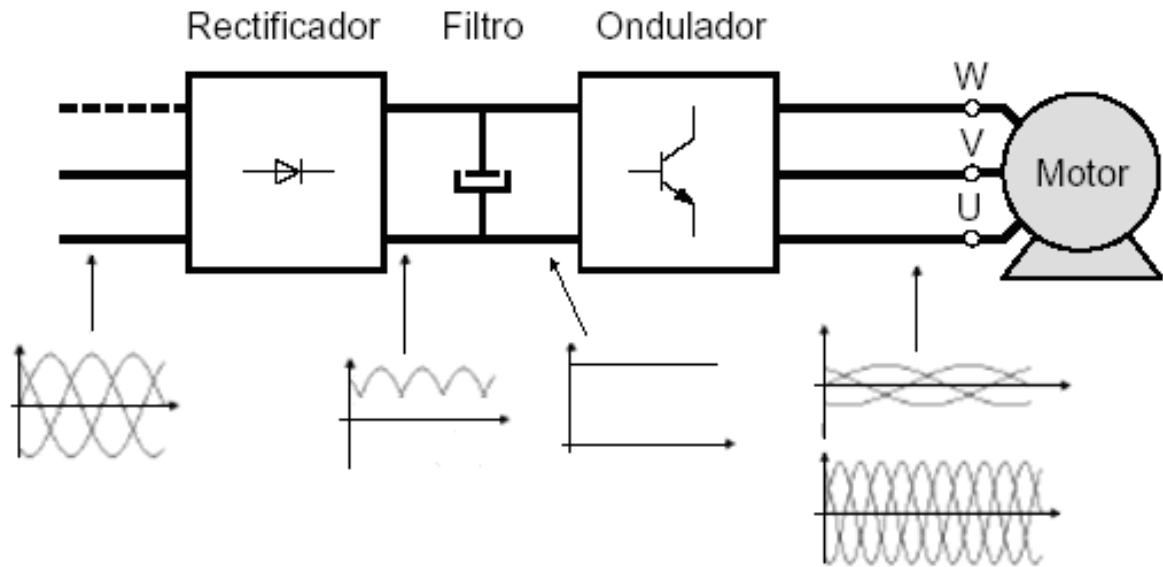 Rectificador
Filtro
Ondulador
W
V
U
Motor